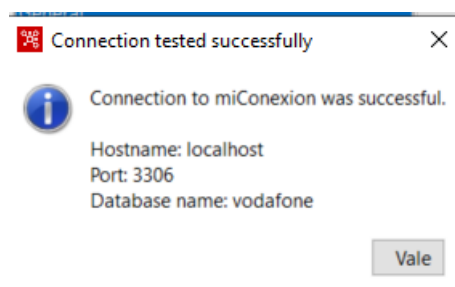 Connection tested successfully
Connection to miConexion was successful.
Hostname: localhost
Port: 3306
Database name: vodafone
Vale